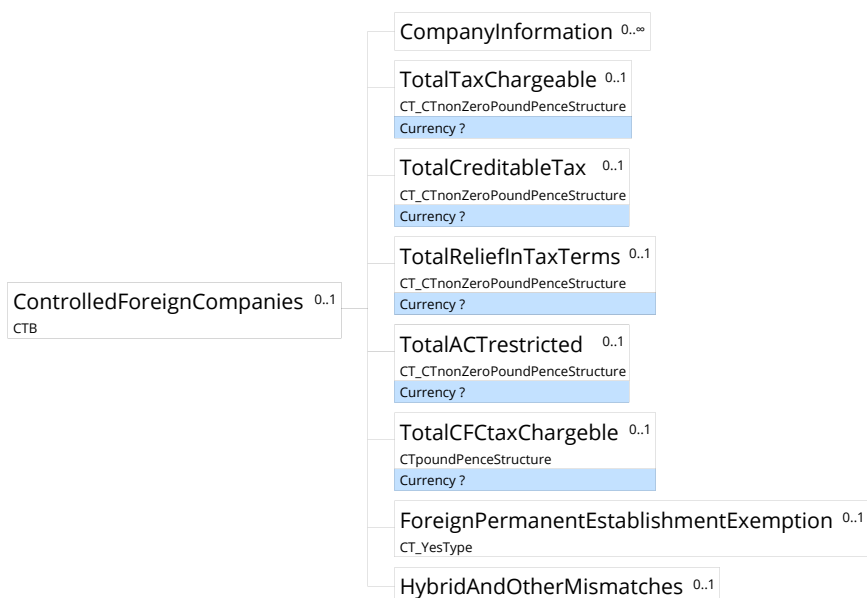 CompanyInformation 0..∞
TotalTaxChargeable 0..1
CT_CTnonZeroPoundPenceStructure
Currency ?
TotalCreditableTax 0..1
CT_CTnonZeroPoundPenceStructure
Currency ?
TotalReliefInTaxTerms 0..1
CT_CTnonZeroPoundPenceStructure
Currency ?
ControlledForeignCompanies 0..1
CTB
TotalACTrestricted 0..1
CT_CTnonZeroPoundPenceStructure
Currency ?
TotalCFCtaxChargeble 0..1
CTpoundPenceStructure
Currency ?
ForeignPermanentEstablishmentExemption 0..1
CT_YesType
HybridAndOtherMismatches 0..1